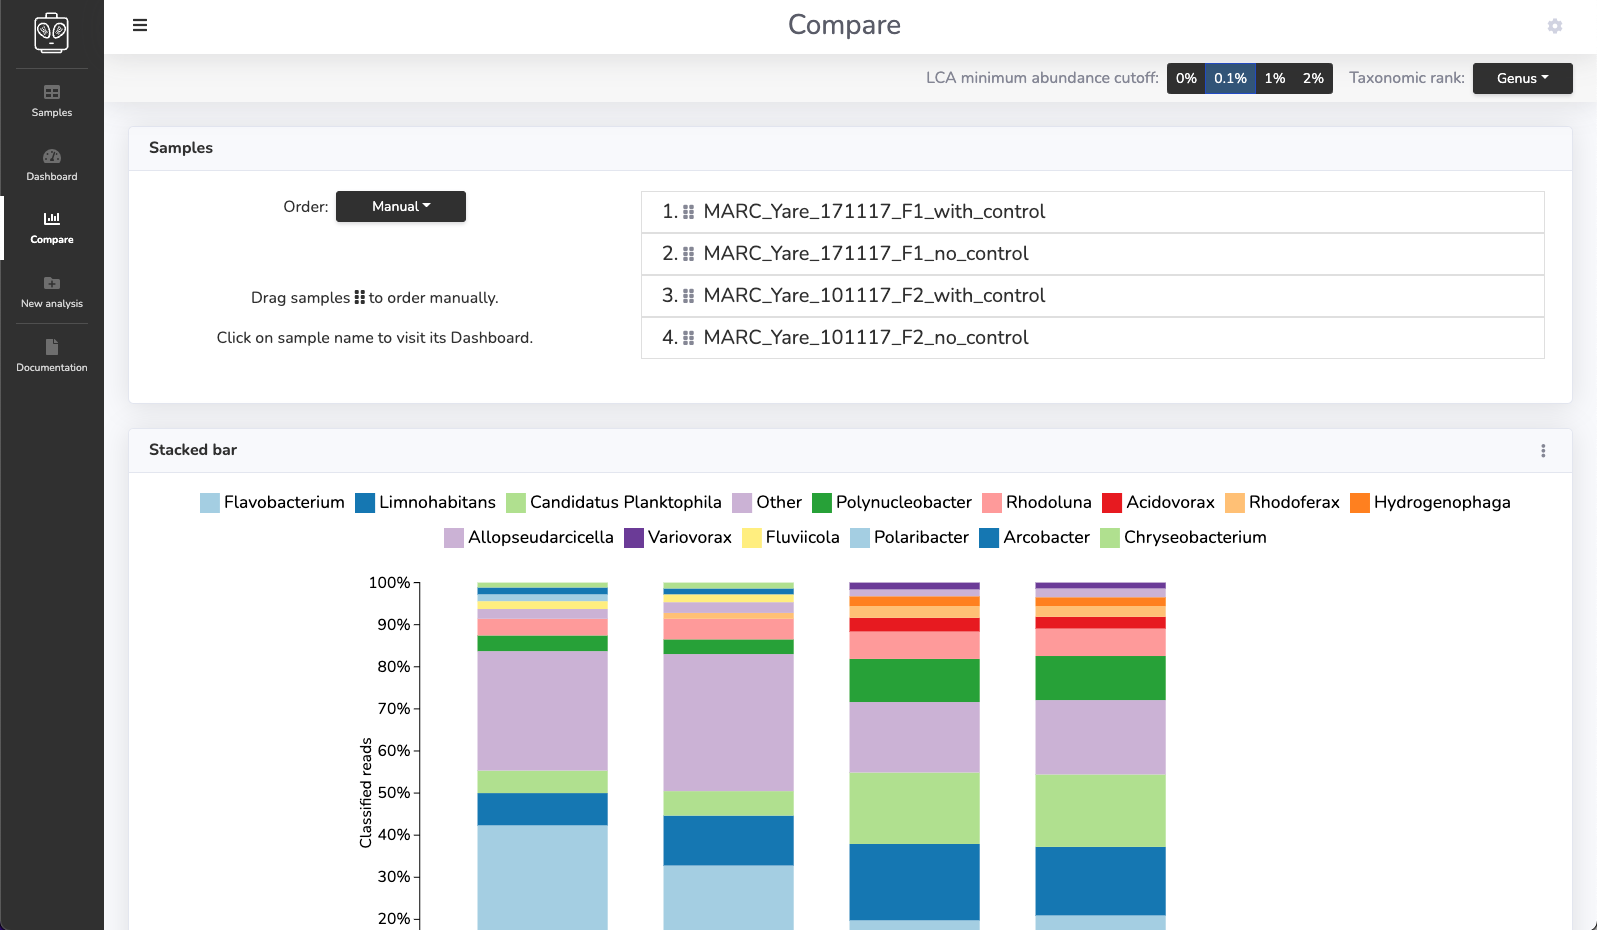 Compare
LCA minimum abundance cutoff: 0% 0.1% 1% 2% Taxonomic rank: Genus
Samples
Dashboard
Compare
New analysis
Documentation
Samples
Order: Manual
Drag samples to order manually.
Click on sample name to visit its Dashboard.
1. MARC_Yare_171117_F1_with_control
2. MARC_Yare_171117_F1_no_control
3. MARC_Yare_101117_F2_with_control
4. MARC_Yare_101117_F2_no_control
Stacked bar
Flavobacterium Limnohabitans Candidatus Planktophila Other Polynucleobacter Rhodoluna Acidovorax Rhodoferax Hydrogenophaga
Allopseudarcicella Variovorax Fluviicola Polaribacter Arcobacter Chryseobacterium
Classified reads
100%
90%
80%
70%
60%
50%
40%
30%
20%